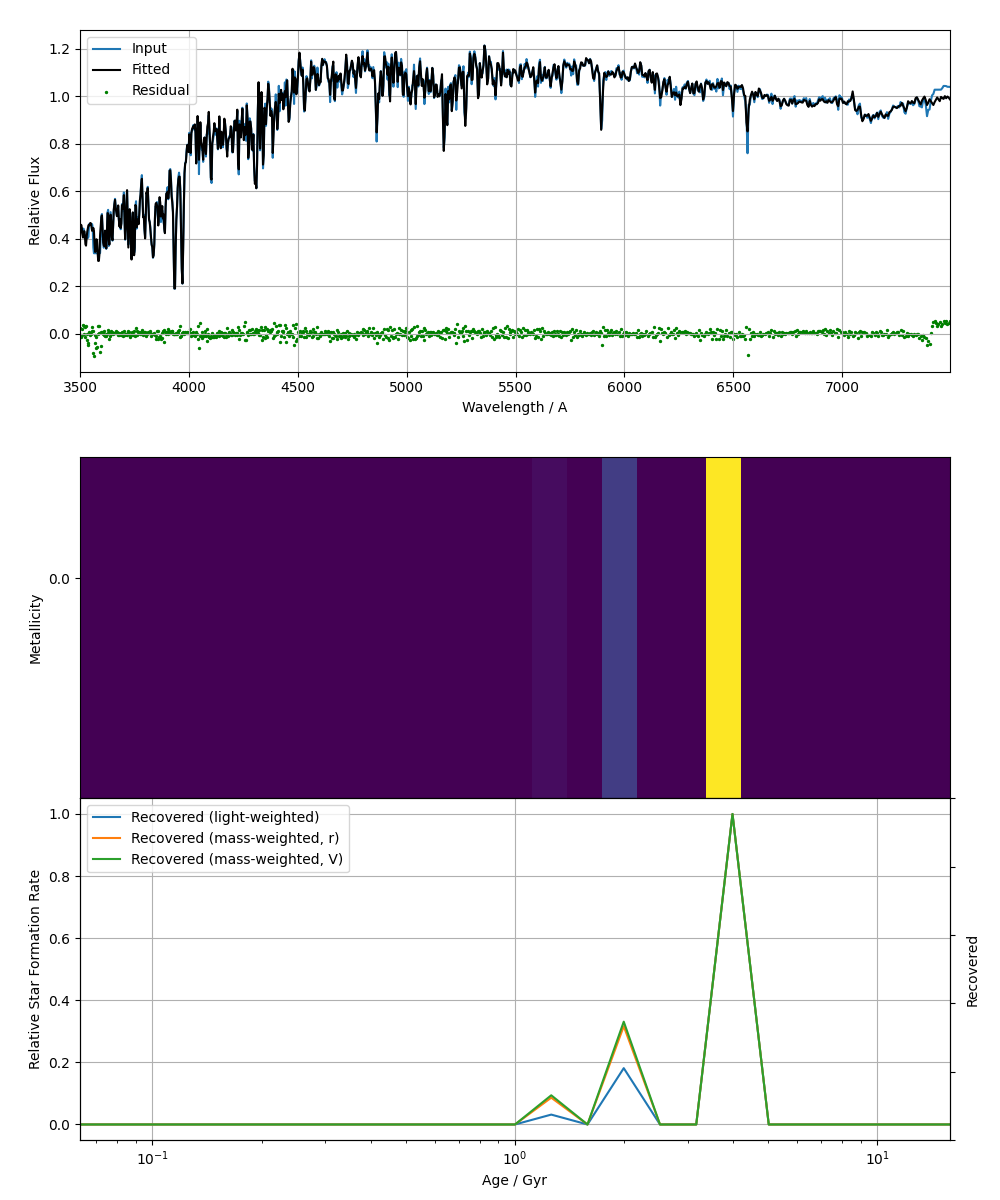 1.2
1.0
0.8
0.6
0.4
0.2
0.0
Relative Flux
Input
Fitted
Residual
3500 4000 4500 5000 5500 6000 6500 7000
Wavelength / A
0.0
Metallicity
1.0
0.8
0.6
0.4
0.2
0.0
Relative Star Formation Rate
Recovered (light-weighted)
Recovered (mass-weighted, r)
Recovered (mass-weighted, V)
Recovered
10⁻¹ 10⁰ 10¹
Age / Gyr